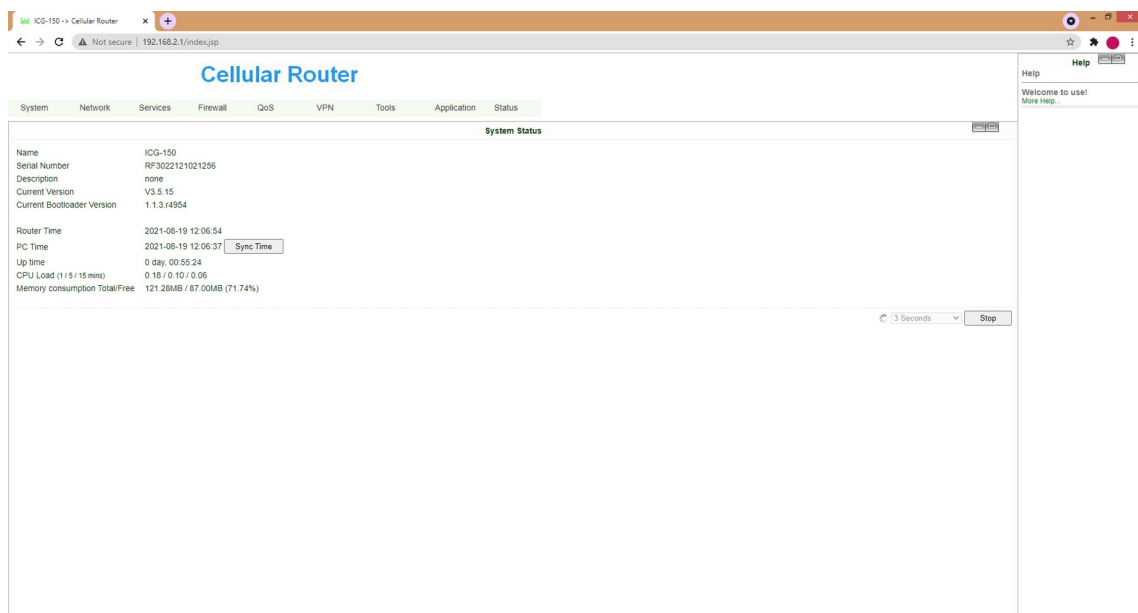 ICG-150 -> Cellular Router
Not secure | 192.168.2.1/index.jsp
Cellular Router
System Network Services Firewall QoS VPN Tools Application Status
System Status
Name ICG-150
Serial Number RF3022121021256
Description none
Current Version V3.5.15
Current Bootloader Version 1.1.3.r4954
Router Time 2021-08-19 12:06:54
PC Time 2021-08-19 12:06:37 Sync Time
Up time 0 day, 00:55:24
CPU Load (1 / 5 / 15 mins) 0.18 / 0.10 / 0.06
Memory consumption Total/Free 121.28MB / 87.00MB (71.74%)
3 Seconds Stop
Help
Help
Welcome to use!
More Help...